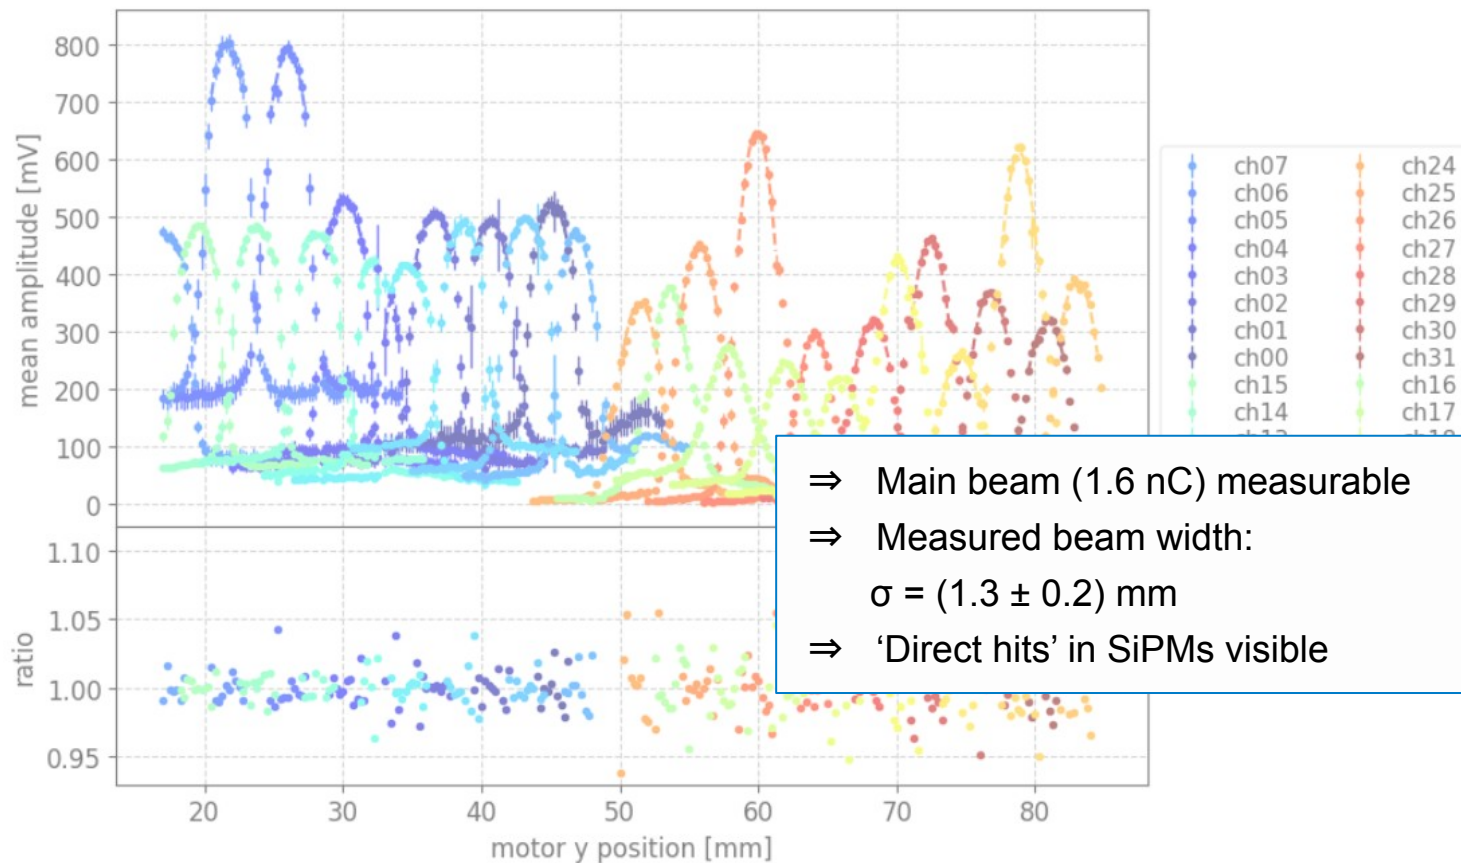 800
700
600
500
400
300
200
100
0
mean amplitude [mV]
1.10
1.05
1.00
0.95
ratio
20 30 40 50 60 70 80
motor y position [mm]
ch07 ch24
ch06 ch25
ch05 ch26
ch04 ch27
ch03 ch28
ch02 ch29
ch01 ch30
ch00 ch31
ch15 ch16
ch14 ch17
⇒ Main beam (1.6 nC) measurable
⇒ Measured beam width:
σ = (1.3 ± 0.2) mm
⇒ ‘Direct hits’ in SiPMs visible